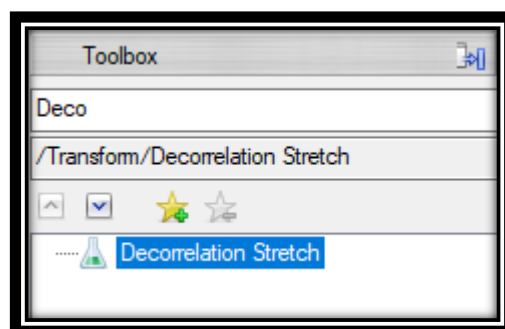 Toolbox
Deco
/Transform/Decorrelation Stretch
Decorrelation Stretch